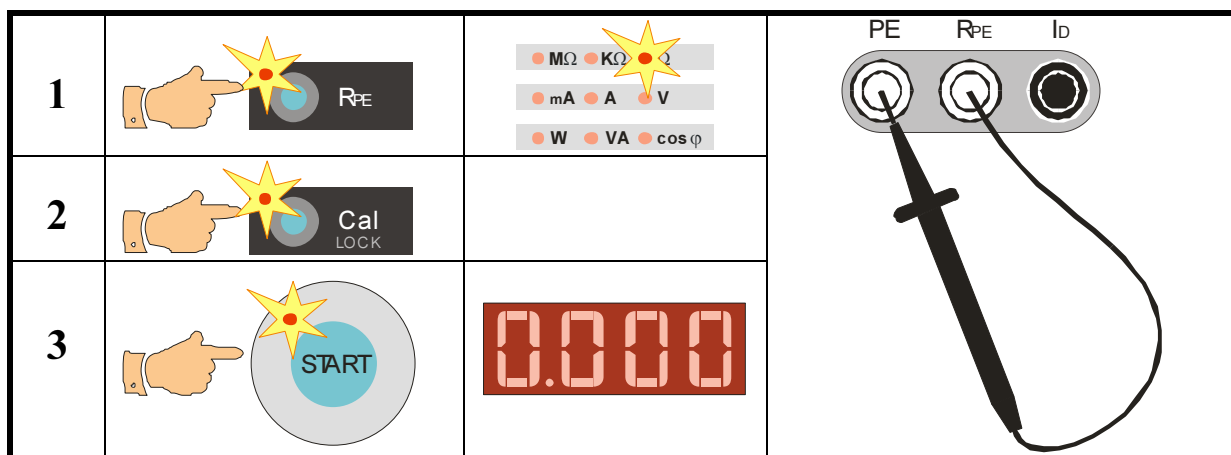 1
RPE
MΩ KΩ Ω
mA A V
W VA cos φ
PE RPE ID
2
Cal
LOCK
3
START
0.000